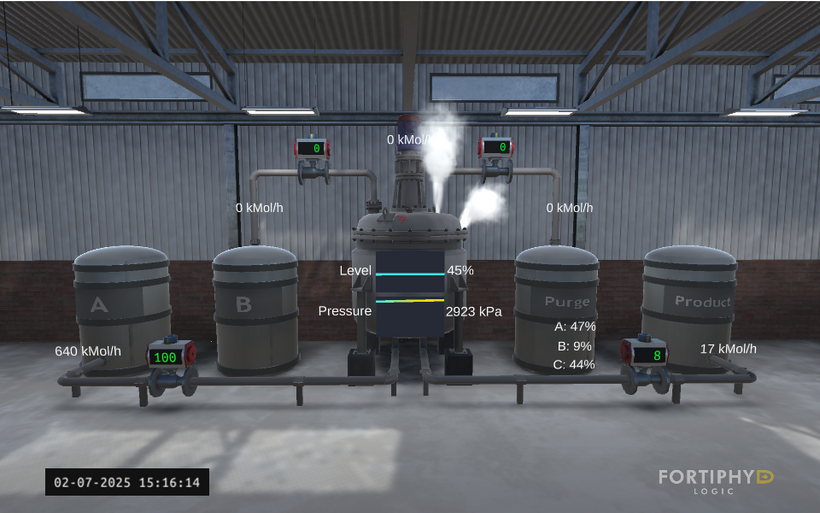 0 kMol/h
0
0
0 kMol/h
0 kMol/h
Level 45%
Pressure 2923 kPa
A
B
Purge
Product
A: 47%
B: 9%
C: 44%
640 kMol/h
100
8
17 kMol/h
02-07-2025 15:16:14
FORTIPHYD
LOGIC